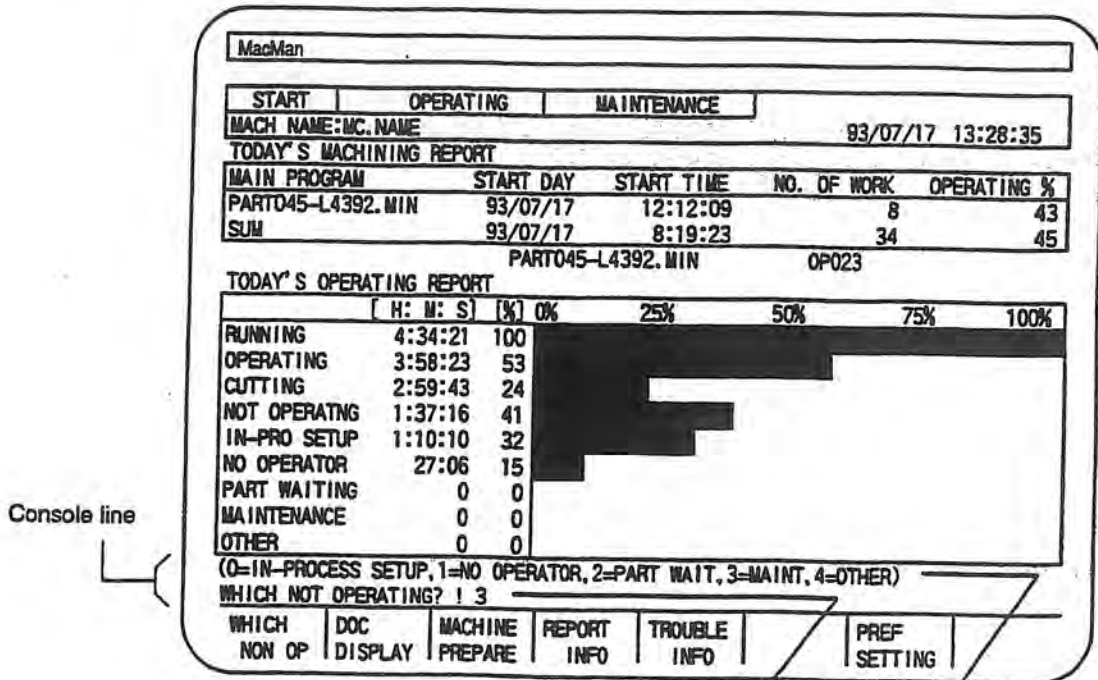 MacMan
START OPERATING MAINTENANCE
MACH NAME:MC.NAME 93/07/17 13:28:35
TODAY'S MACHINING REPORT
MAIN PROGRAM START DAY START TIME NO. OF WORK OPERATING %
PART045-L4392.MIN 93/07/17 12:12:09 8 43
SUM 93/07/17 8:19:23 34 45
PART045-L4392.MIN OP023
TODAY'S OPERATING REPORT
[ H: M: S] [%] 0% 25% 50% 75% 100%
RUNNING 4:34:21 100
OPERATING 3:58:23 53
CUTTING 2:59:43 24
NOT OPERATNG 1:37:16 41
IN-PRO SETUP 1:10:10 32
NO OPERATOR 27:06 15
PART WAITING 0 0
MAINTENANCE 0 0
OTHER 0 0
Console line
(0=IN-PROCESS SETUP,1=NO OPERATOR,2=PART WAIT,3=MAINT,4=OTHER)
WHICH NOT OPERATING? ! 3
WHICH DOC MACHINE REPORT TROUBLE PREF
NON OP DISPLAY PREPARE INFO INFO SETTING